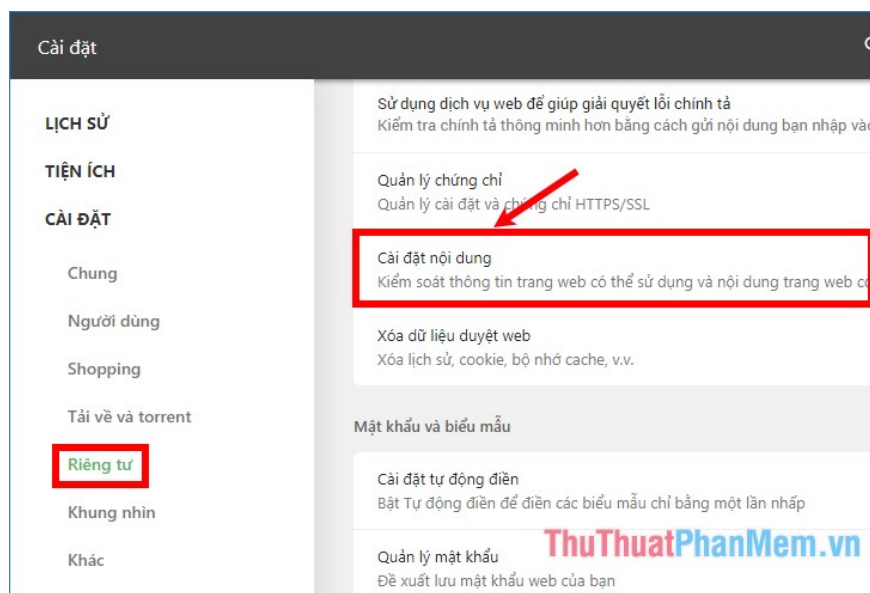 Cài đặt
LỊCH SỬ
TIỆN ÍCH
CÀI ĐẶT
Chung
Người dùng
Shopping
Tải về và torrent
Riêng tư
Khung nhìn
Khác
Sử dụng dịch vụ web để giúp giải quyết lỗi chính tả
Kiểm tra chính tả thông minh hơn bằng cách gửi nội dung bạn nhập vào
Quản lý chứng chỉ
Quản lý cài đặt và chứng chỉ HTTPS/SSL
Cài đặt nội dung
Kiểm soát thông tin trang web có thể sử dụng và nội dung trang web
Xóa dữ liệu duyệt web
Xóa lịch sử, cookie, bộ nhớ cache, v.v.
Mật khẩu và biểu mẫu
Cài đặt tự động điền
Bật Tự động điền để điền các biểu mẫu chỉ bằng một lần nhấp
Quản lý mật khẩu
Đề xuất lưu mật khẩu web của bạn
ThuThuatPhanMem.vn